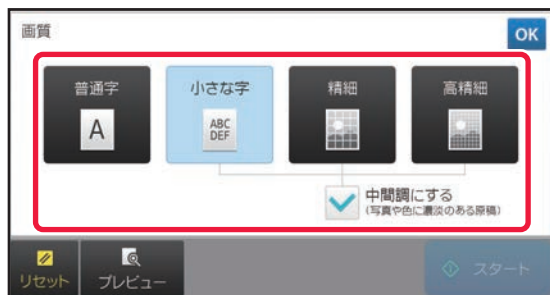 画質
OK
普通字
小さな字
精細
高精細
A
ABC
DEF
中間調にする
(写真や色に濃淡のある原稿)
リセット
プレビュー
スタート